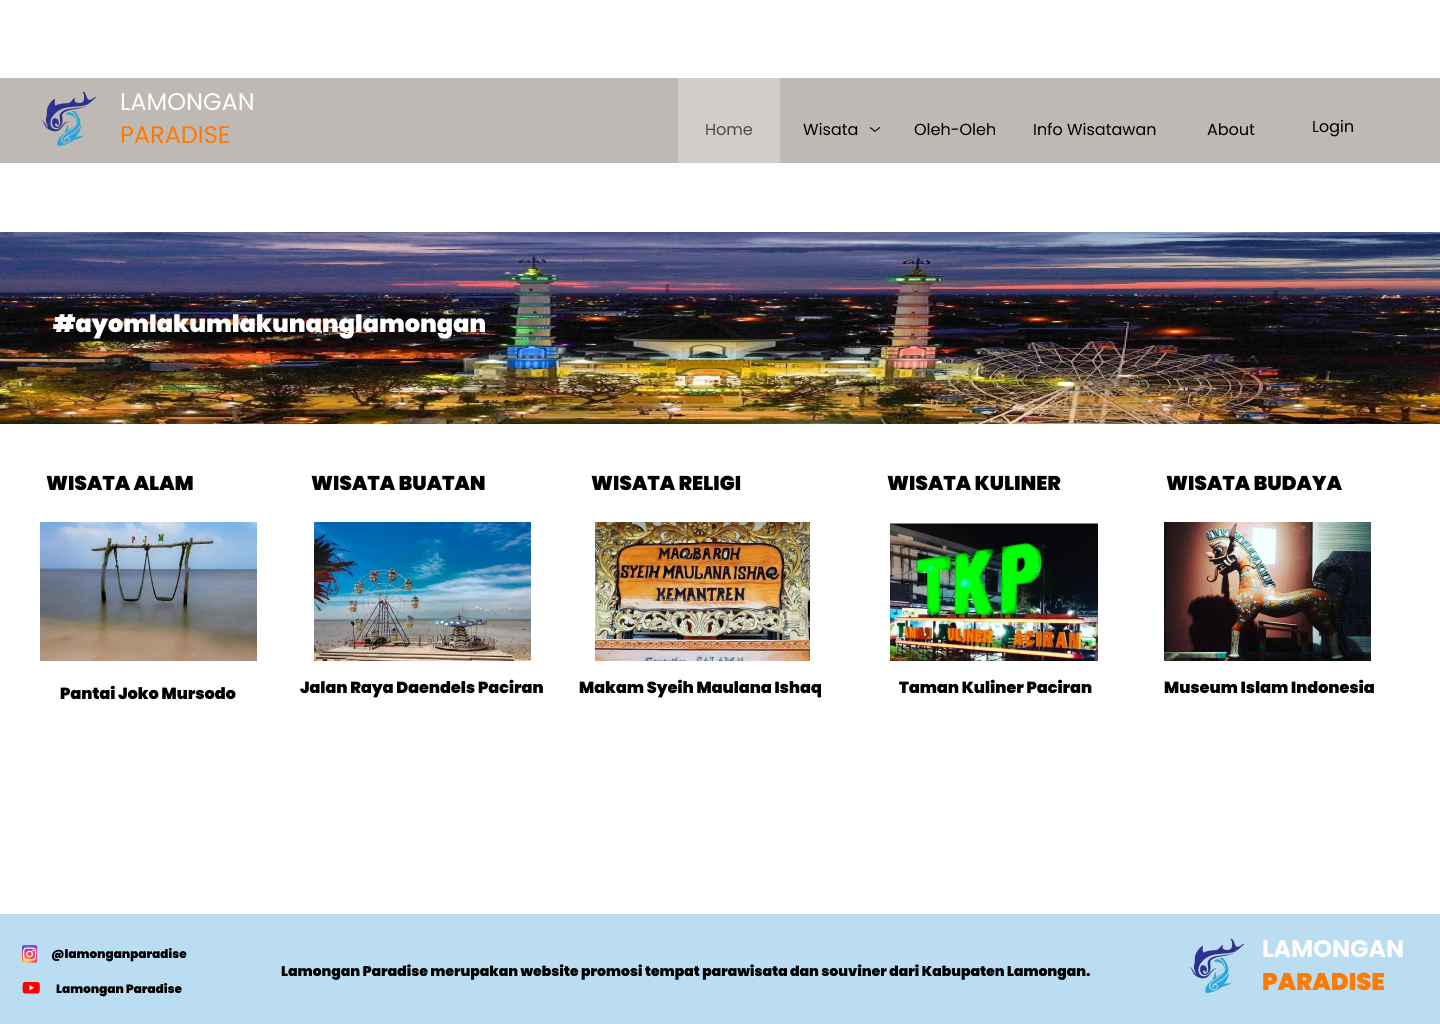 LAMONGAN
PARADISE
Home
Wisata
Oleh-Oleh
Info Wisatawan
About
Login
#ayomlakumlakunanglamongan
WISATA ALAM
WISATA BUATAN
WISATA RELIGI
WISATA KULINER
WISATA BUDAYA
P J M
MAQBAROH
SYEIH MAULANA ISHAQ
KEMANTREN
TKP
Pantai Joko Mursodo
Jalan Raya Daendels Paciran
Makam Syeih Maulana Ishaq
Taman Kuliner Paciran
Museum Islam Indonesia
@lamonganparadise
Lamongan Paradise
Lamongan Paradise merupakan website promosi tempat parawisata dan souviner dari Kabupaten Lamongan.
LAMONGAN
PARADISE